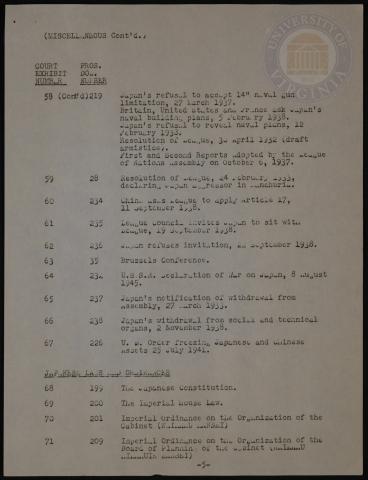 (MISCELLANEOUS Cont'd.)
UNIVERSITY OF VIRGINIA
COURT PROS.
EXHIBIT DOC.
NUMBER NUMBER
58 (Cont'd)219 Japan's refusal to accept 14" naval gun
limitation, 27 March 1937.
Britain, United States and France ask Japan's
naval building plans, 5 February 1938.
Japan's refusal to reveal naval plans, 12
February 1938.
Resolution of League, 30 April 1932 (draft
armistice).
First and Second Reports adopted by the League
of Nations Assembly on October 6, 1937.
59 28 Resolution of League, 24 February 1933,
declaring Japan aggressor in Manchuria.
60 234 China asks League to apply Article 17,
11 September 1938.
61 235 League Council invites Japan to sit with
League, 19 September 1938.
62 236 Japan refuses invitation, September 1938.
63 35 Brussels Conference.
64 U.S.S.R. Declaration of War on Japan, 8 August
1945.
65 237 Japan's notification of withdrawal from
Assembly, 27 March 1933.
66 238 Japan's withdrawal from social and technical
organs, 2 November 1938.
67 226 U. S. Order freezing Japanese and Chinese
Assets 25 July 1941.
JAPANESE LAWS AND ORDINANCES
68 199 The Japanese Constitution.
69 200 The Imperial House Law.
70 201 Imperial Ordinance on the Organization of the
Cabinet
71 209 Imperial Ordinance on the Organization of the
Board of Planning of the Cabinet
-5-